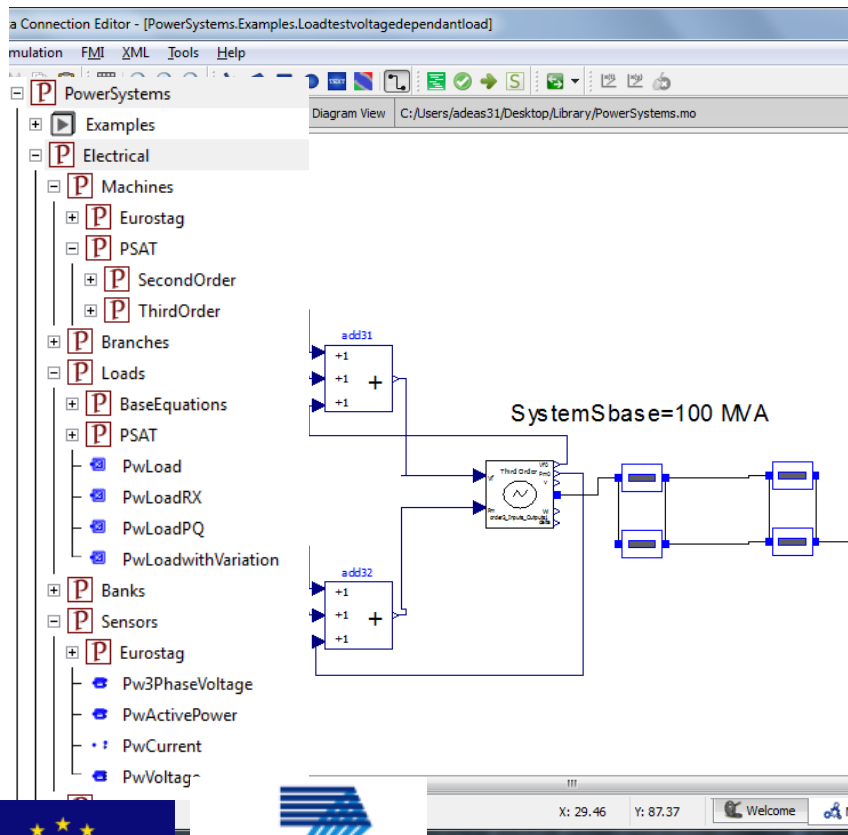 a Connection Editor - [PowerSystems.Examples.Loadtestvoltagedependantload]
mulation FMI XML Tools Help
PowerSystems
Diagram View C:/Users/adeas31/Desktop/Library/PowerSystems.mo
Examples
Electrical
Machines
Eurostag
PSAT
SecondOrder
ThirdOrder
Branches
Loads
BaseEquations
PSAT
PwLoad
PwLoadRX
PwLoadPQ
PwLoadwithVariation
Banks
Sensors
Eurostag
Pw3PhaseVoltage
PwActivePower
PwCurrent
PwVoltage
add31
+1
+1 +
+1
SystemSbase=100 MVA
Third Order
add32
+1
+1 +
+1
X: 29.46 Y: 87.37 Welcome